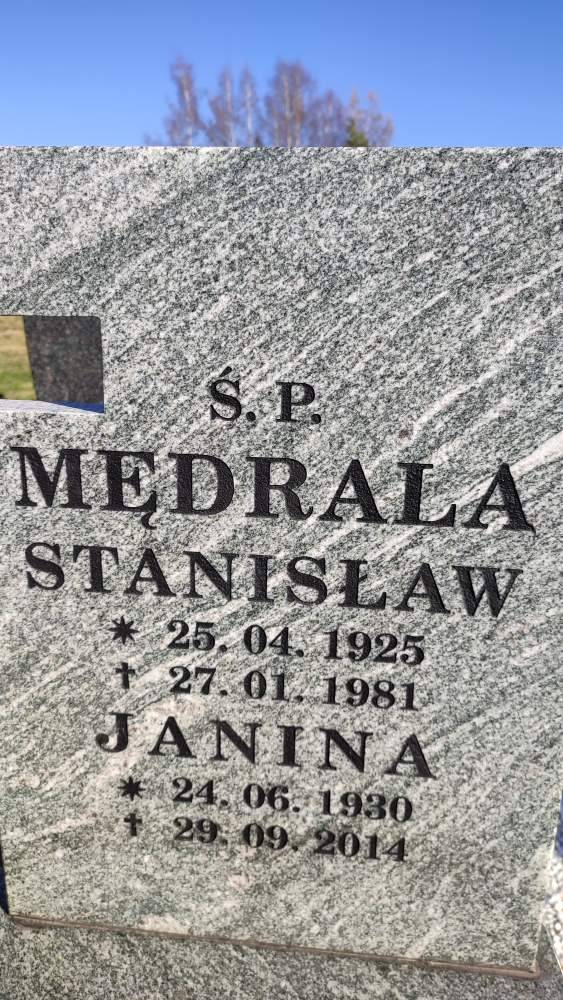 Ś. P.
MĘDRALA
STANISŁAW
* 25. 04. 1925
† 27. 01. 1981
JANINA
* 24. 06. 1930
† 29. 09. 2014